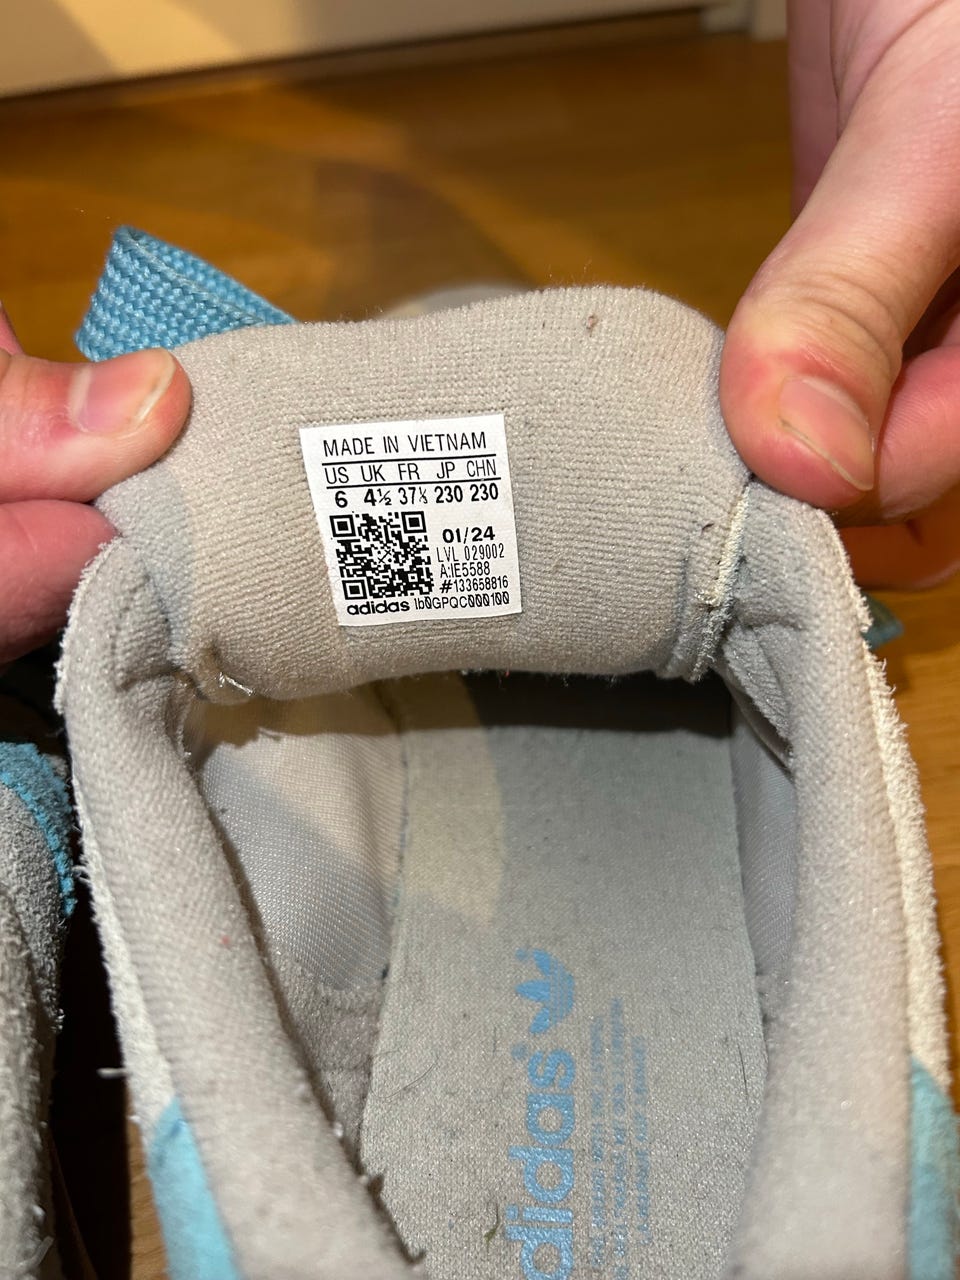 MADE IN VIETNAM
US UK FR JP CHN
6 4½ 37⅓ 230 230
01/24
LVL 029002
A:IE5588
#133658816
adidas 1b0GPQC000100
adidas